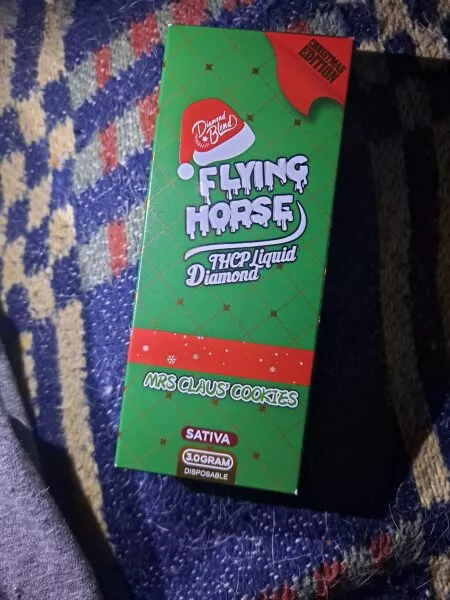 CHRISTMAS
EDITION
Diamond
Blend
FLYING
HORSE
THCP Liquid
Diamond
MRS CLAUS' COOKIES
SATIVA
3.0GRAM
DISPOSABLE